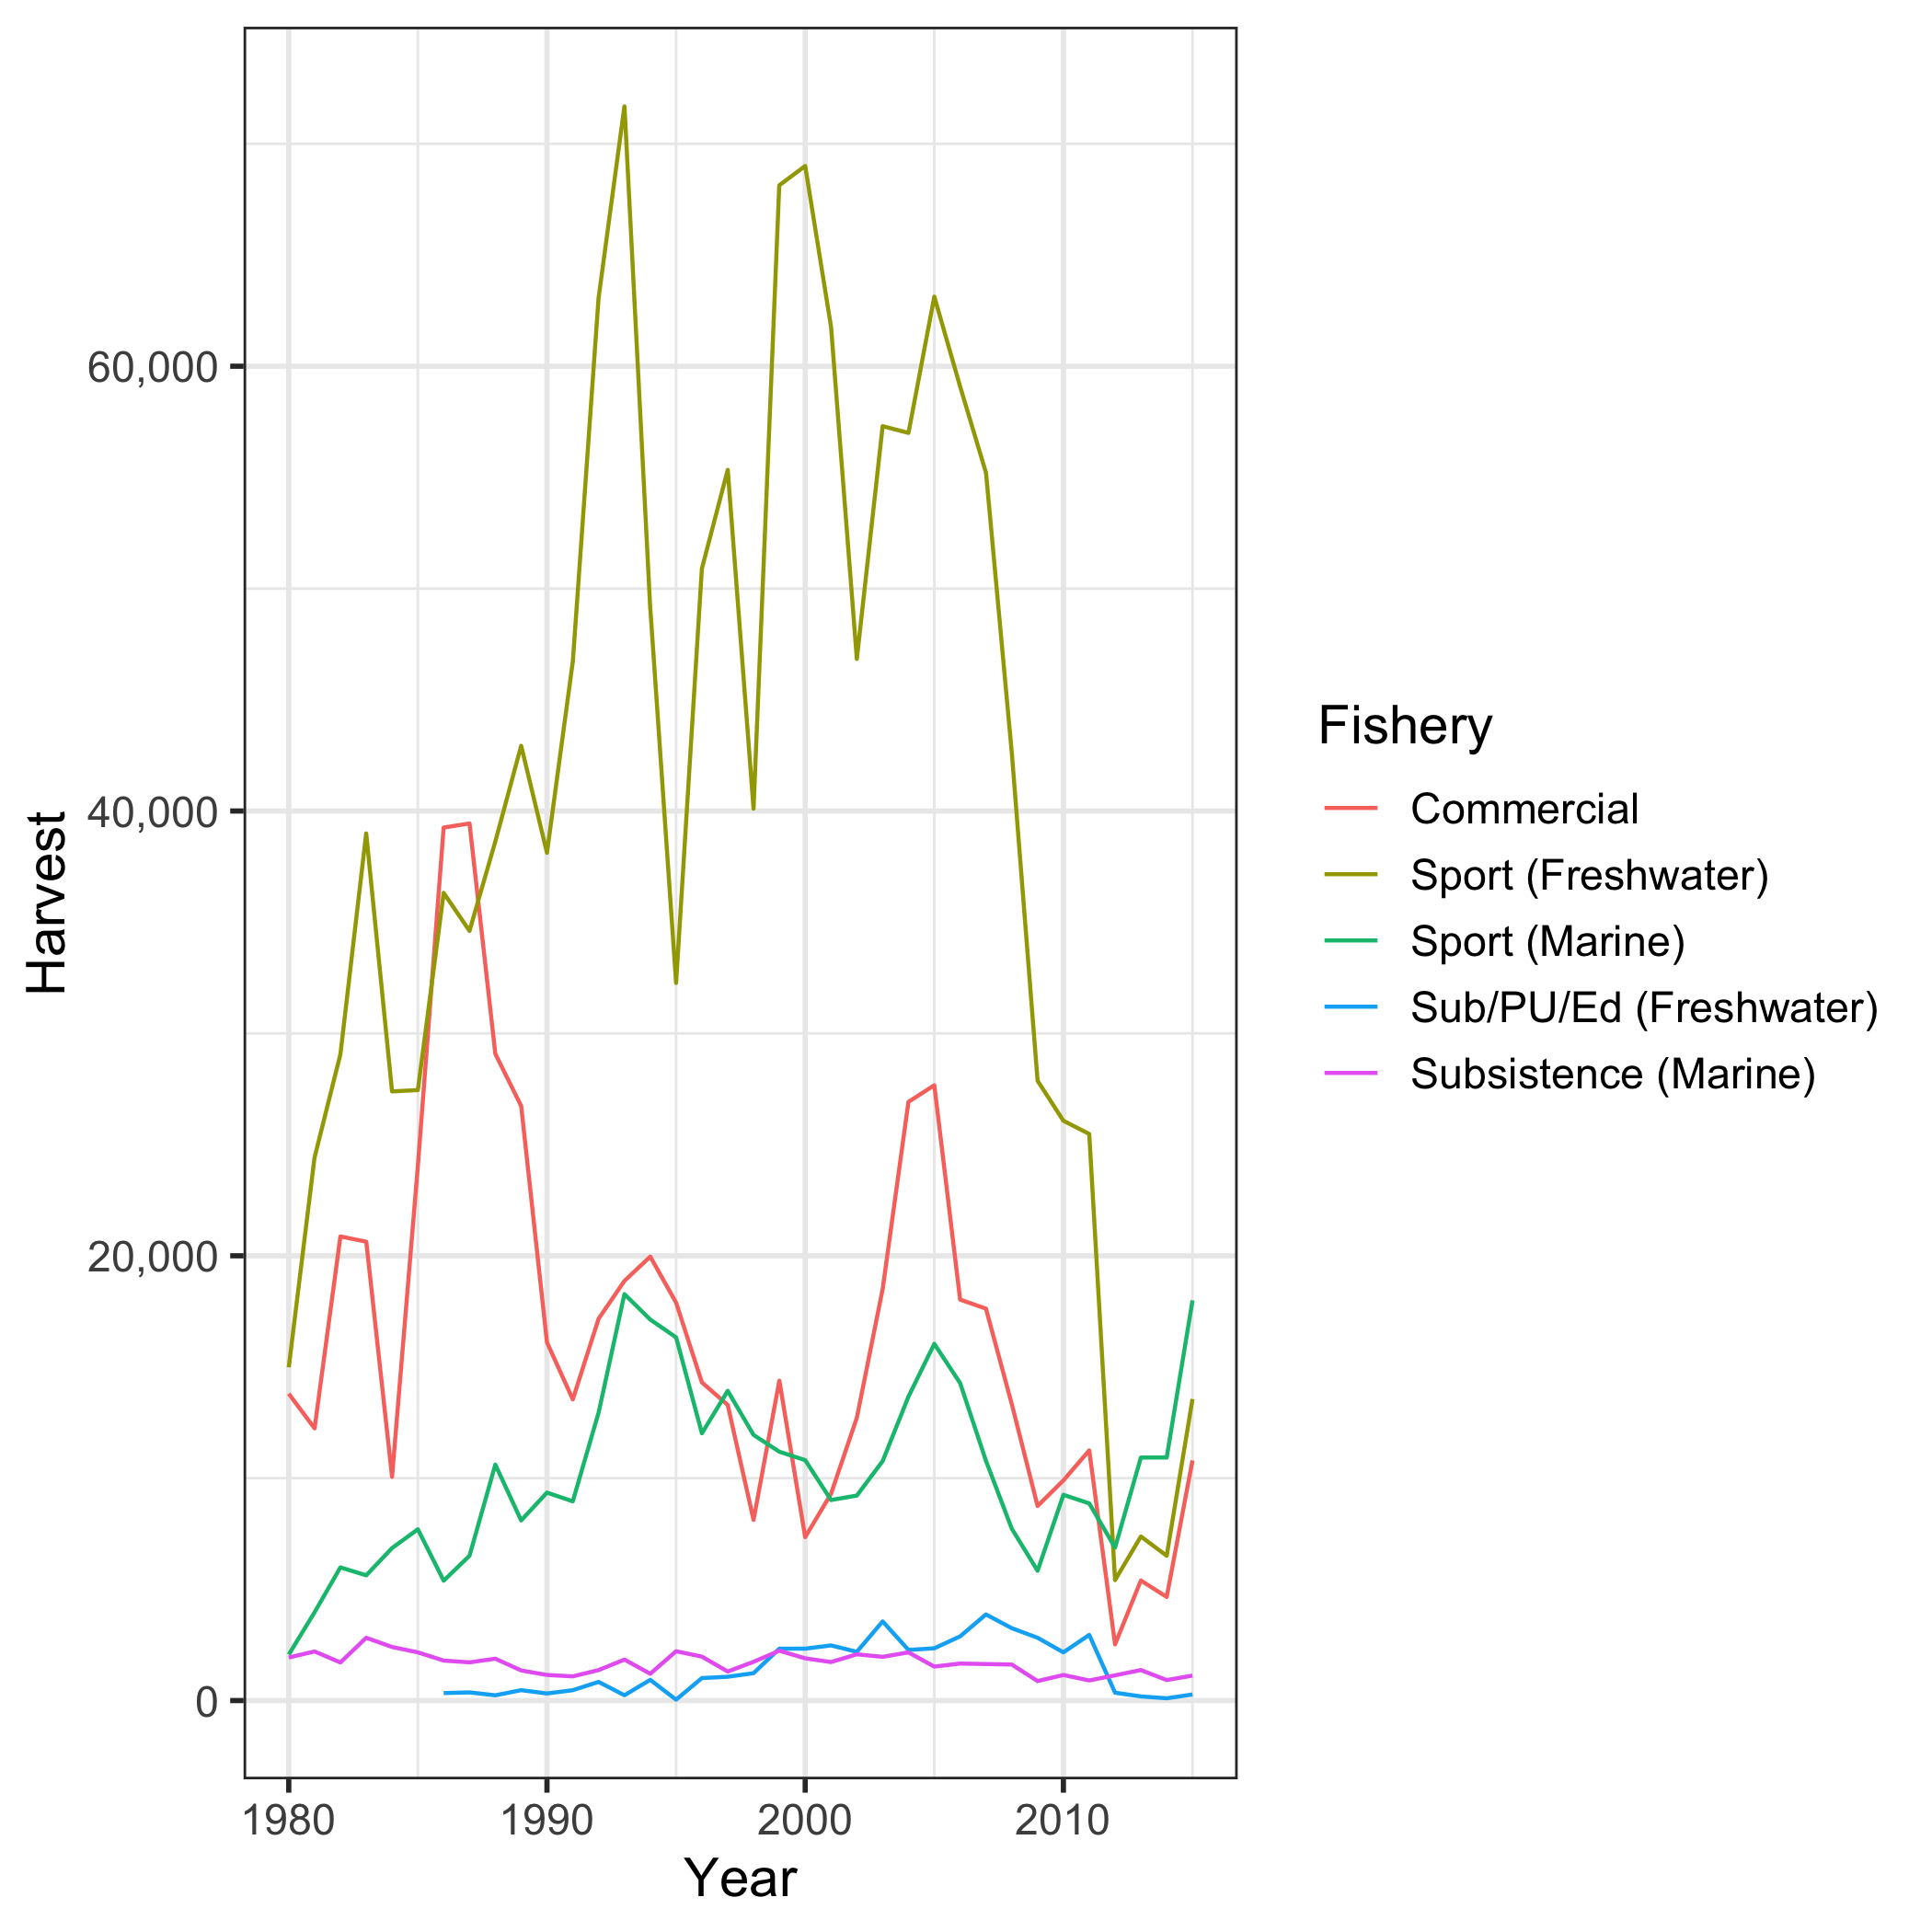 Harvest
60,000
40,000
20,000
0
1980 1990 2000 2010
Year
Fishery
Commercial
Sport (Freshwater)
Sport (Marine)
Sub/PU/Ed (Freshwater)
Subsistence (Marine)